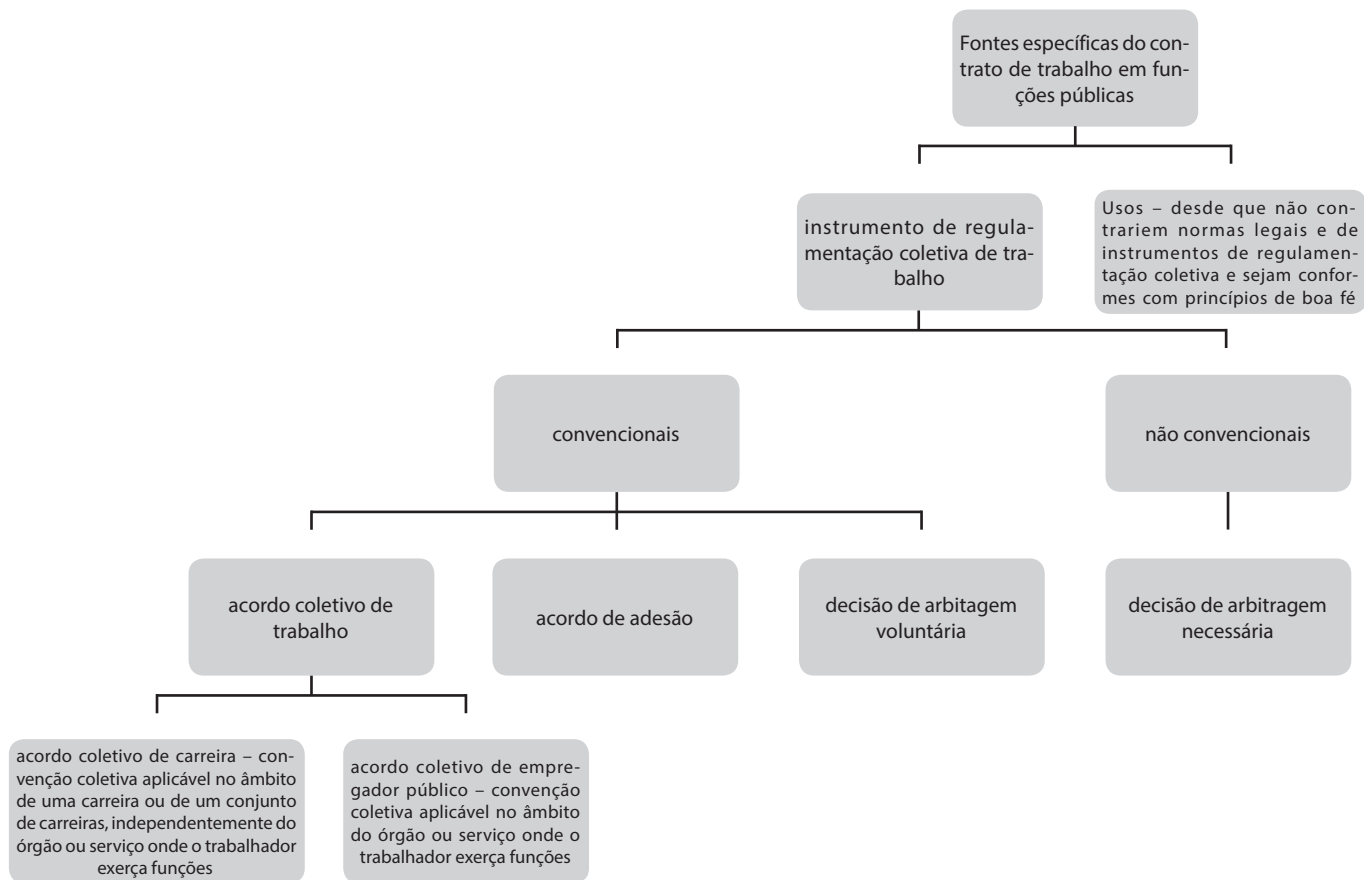 Fontes específicas do con-
trato de trabalho em fun-
ções públicas
instrumento de regula-
mentação coletiva de tra-
balho
Usos – desde que não con-
trariem normas legais e de
instrumentos de regulamen-
tação coletiva e sejam confor-
mes com princípios de boa fé
convencionais
não convencionais
acordo coletivo de
trabalho
acordo de adesão
decisão de arbitagem
voluntária
decisão de arbitragem
necessária
acordo coletivo de carreira – con-
venção coletiva aplicável no âmbito
de uma carreira ou de um conjunto
de carreiras, independentemente do
órgão ou serviço onde o trabalhador
exerça funções
acordo coletivo de empre-
gador público – convenção
coletiva aplicável no âmbito
do órgão ou serviço onde o
trabalhador exerça funções